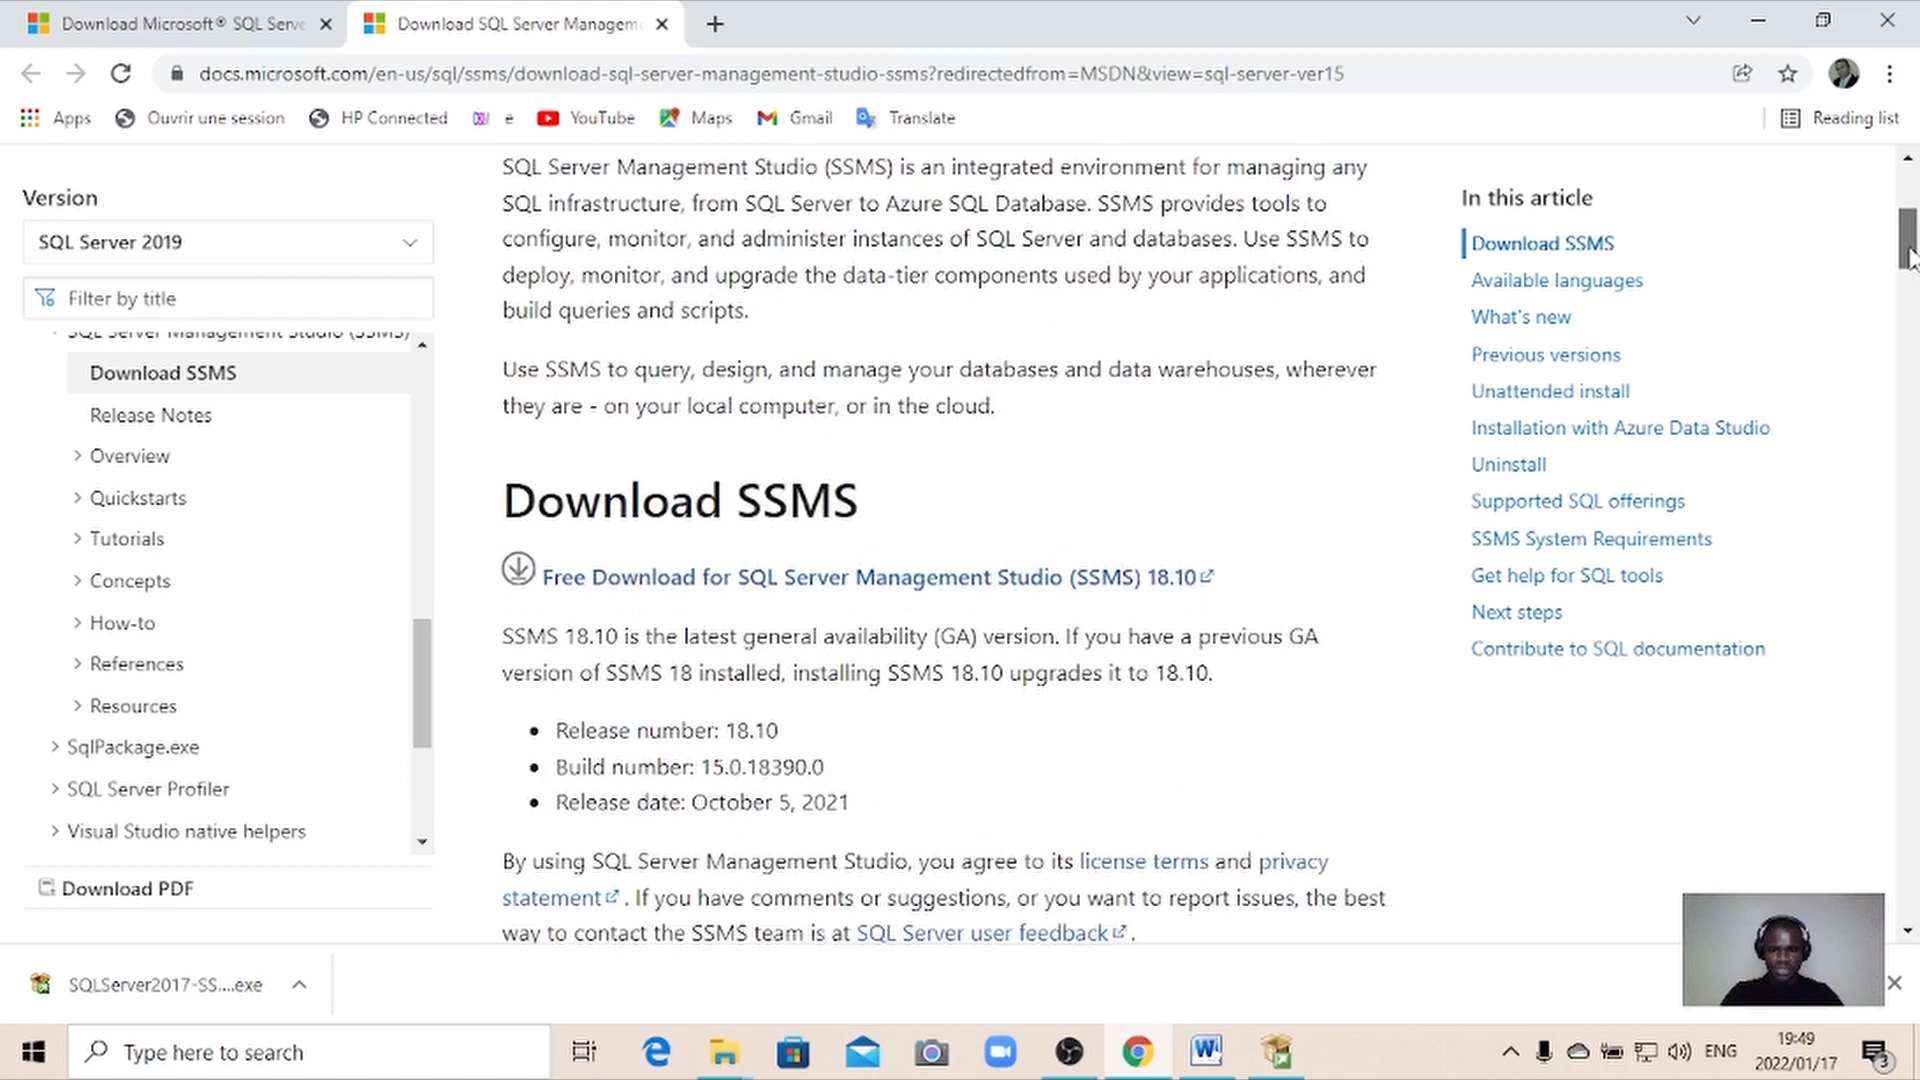 Download Microsoft® SQL Serve
Download SQL Server Managem
docs.microsoft.com/en-us/sql/ssms/download-sql-server-management-studio-ssms?redirectedfrom=MSDN&view=sql-server-ver15
Apps
Ouvrir une session
HP Connected
e
YouTube
Maps
Gmail
Translate
Reading list
Version
SQL Server 2019
Filter by title
SQL Server Management Studio (SSMS)
Download SSMS
Release Notes
Overview
Quickstarts
Tutorials
Concepts
How-to
References
Resources
SqlPackage.exe
SQL Server Profiler
Visual Studio native helpers
Download PDF
SQL Server Management Studio (SSMS) is an integrated environment for managing any
SQL infrastructure, from SQL Server to Azure SQL Database. SSMS provides tools to
configure, monitor, and administer instances of SQL Server and databases. Use SSMS to
deploy, monitor, and upgrade the data-tier components used by your applications, and
build queries and scripts.
Use SSMS to query, design, and manage your databases and data warehouses, wherever
they are - on your local computer, or in the cloud.
Download SSMS
Free Download for SQL Server Management Studio (SSMS) 18.10
SSMS 18.10 is the latest general availability (GA) version. If you have a previous GA
version of SSMS 18 installed, installing SSMS 18.10 upgrades it to 18.10.
• Release number: 18.10
• Build number: 15.0.18390.0
• Release date: October 5, 2021
By using SQL Server Management Studio, you agree to its license terms and privacy
statement. If you have comments or suggestions, or you want to report issues, the best
way to contact the SSMS team is at SQL Server user feedback.
In this article
Download SSMS
Available languages
What's new
Previous versions
Unattended install
Installation with Azure Data Studio
Uninstall
Supported SQL offerings
SSMS System Requirements
Get help for SQL tools
Next steps
Contribute to SQL documentation
SQLServer2017-SS....exe
Type here to search
ENG
19:49
2022/01/17
3